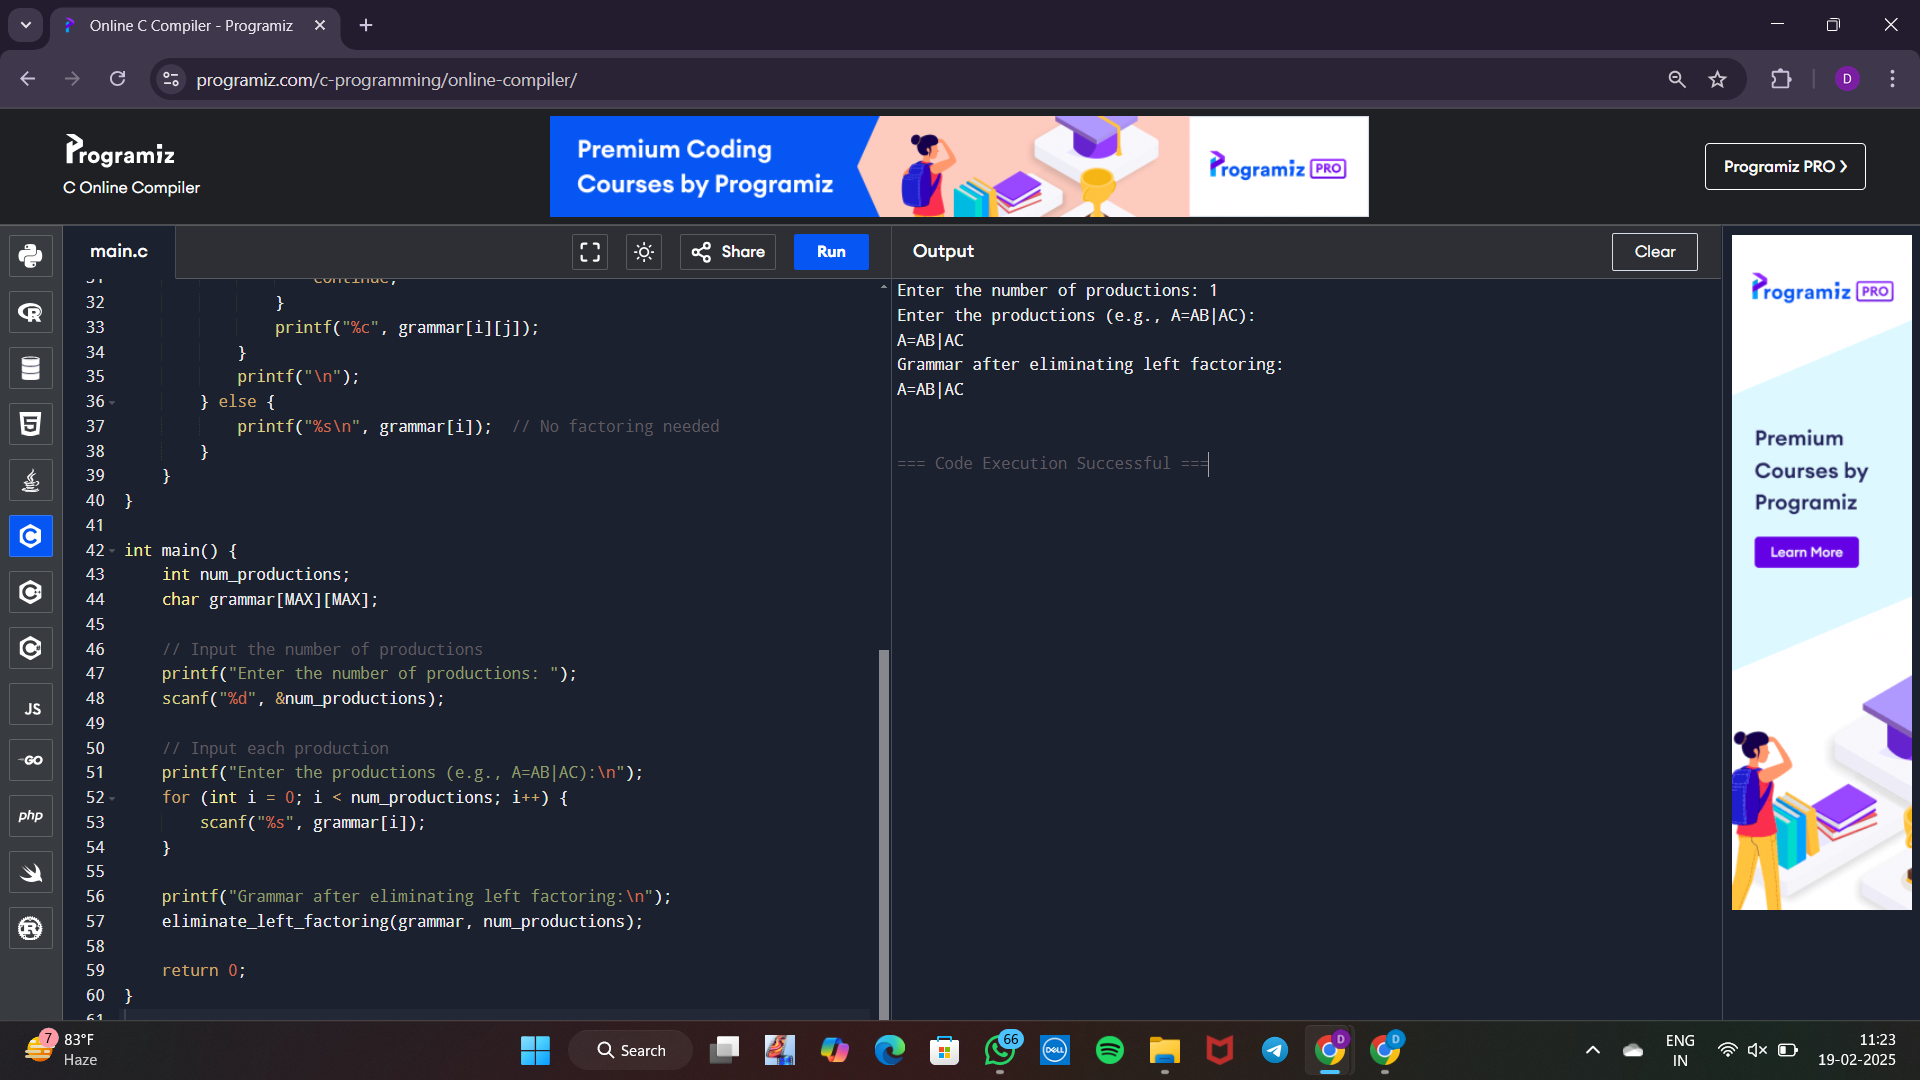 Online C Compiler - Programiz
programiz.com/c-programming/online-compiler/
D
Programiz
C Online Compiler
Premium Coding
Courses by Programiz
Programiz PRO
Programiz PRO ❯
main.c
Share
Run
Output
Clear
31 continue;
32 }
33 printf("%c", grammar[i][j]);
34 }
35 printf("\n");
36 } else {
37 printf("%s\n", grammar[i]);  // No factoring needed
38 }
39 }
40 }
41
42 int main() {
43 int num_productions;
44 char grammar[MAX][MAX];
45
46 // Input the number of productions
47 printf("Enter the number of productions: ");
48 scanf("%d", &num_productions);
49
50 // Input each production
51 printf("Enter the productions (e.g., A=AB|AC):\n");
52 for (int i = 0; i < num_productions; i++) {
53 scanf("%s", grammar[i]);
54 }
55
56 printf("Grammar after eliminating left factoring:\n");
57 eliminate_left_factoring(grammar, num_productions);
58
59 return 0;
60 }
61
Enter the number of productions: 1
Enter the productions (e.g., A=AB|AC):
A=AB|AC
Grammar after eliminating left factoring:
A=AB|AC
=== Code Execution Successful ===
Programiz PRO
Premium
Courses by
Programiz
Learn More
JS
GO
php
7
83°F
Haze
Search
66
DELL
D
D
ENG
IN
11:23
19-02-2025